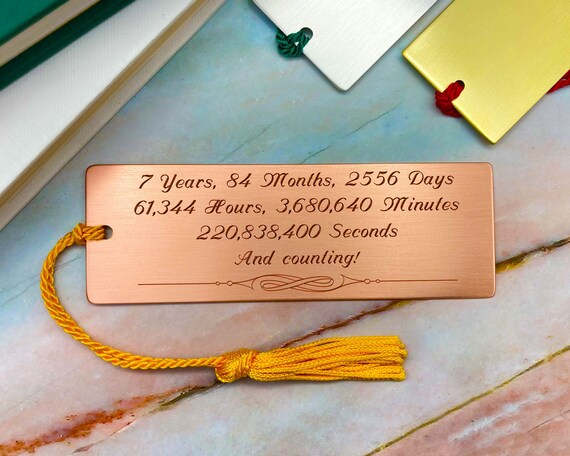 7 Years, 84 Months, 2556 Days
61,344 Hours, 3,680,640 Minutes
220,838,400 Seconds
And counting!